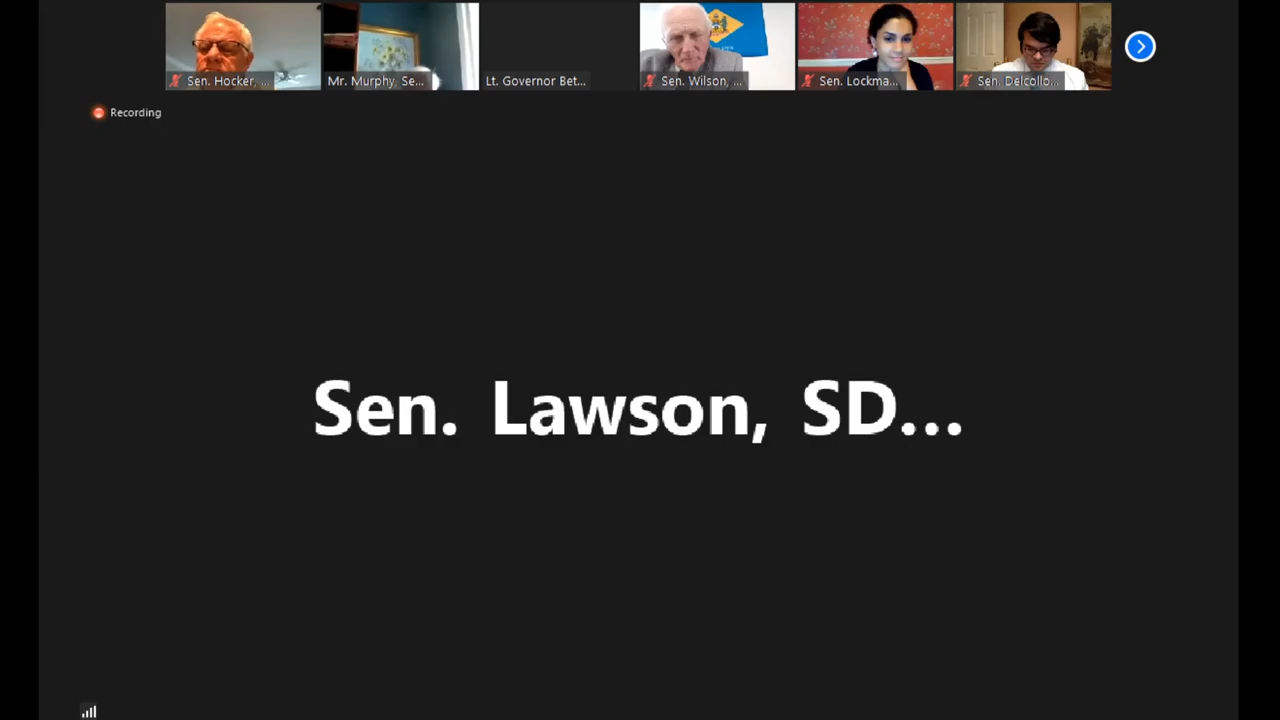 Sen. Hocker, ...
Mr. Murphy, Se...
Lt. Governor Bet...
Sen. Wilson, ...
Sen. Lockma...
Sen. Delcollo...
Recording
Sen. Lawson, SD...